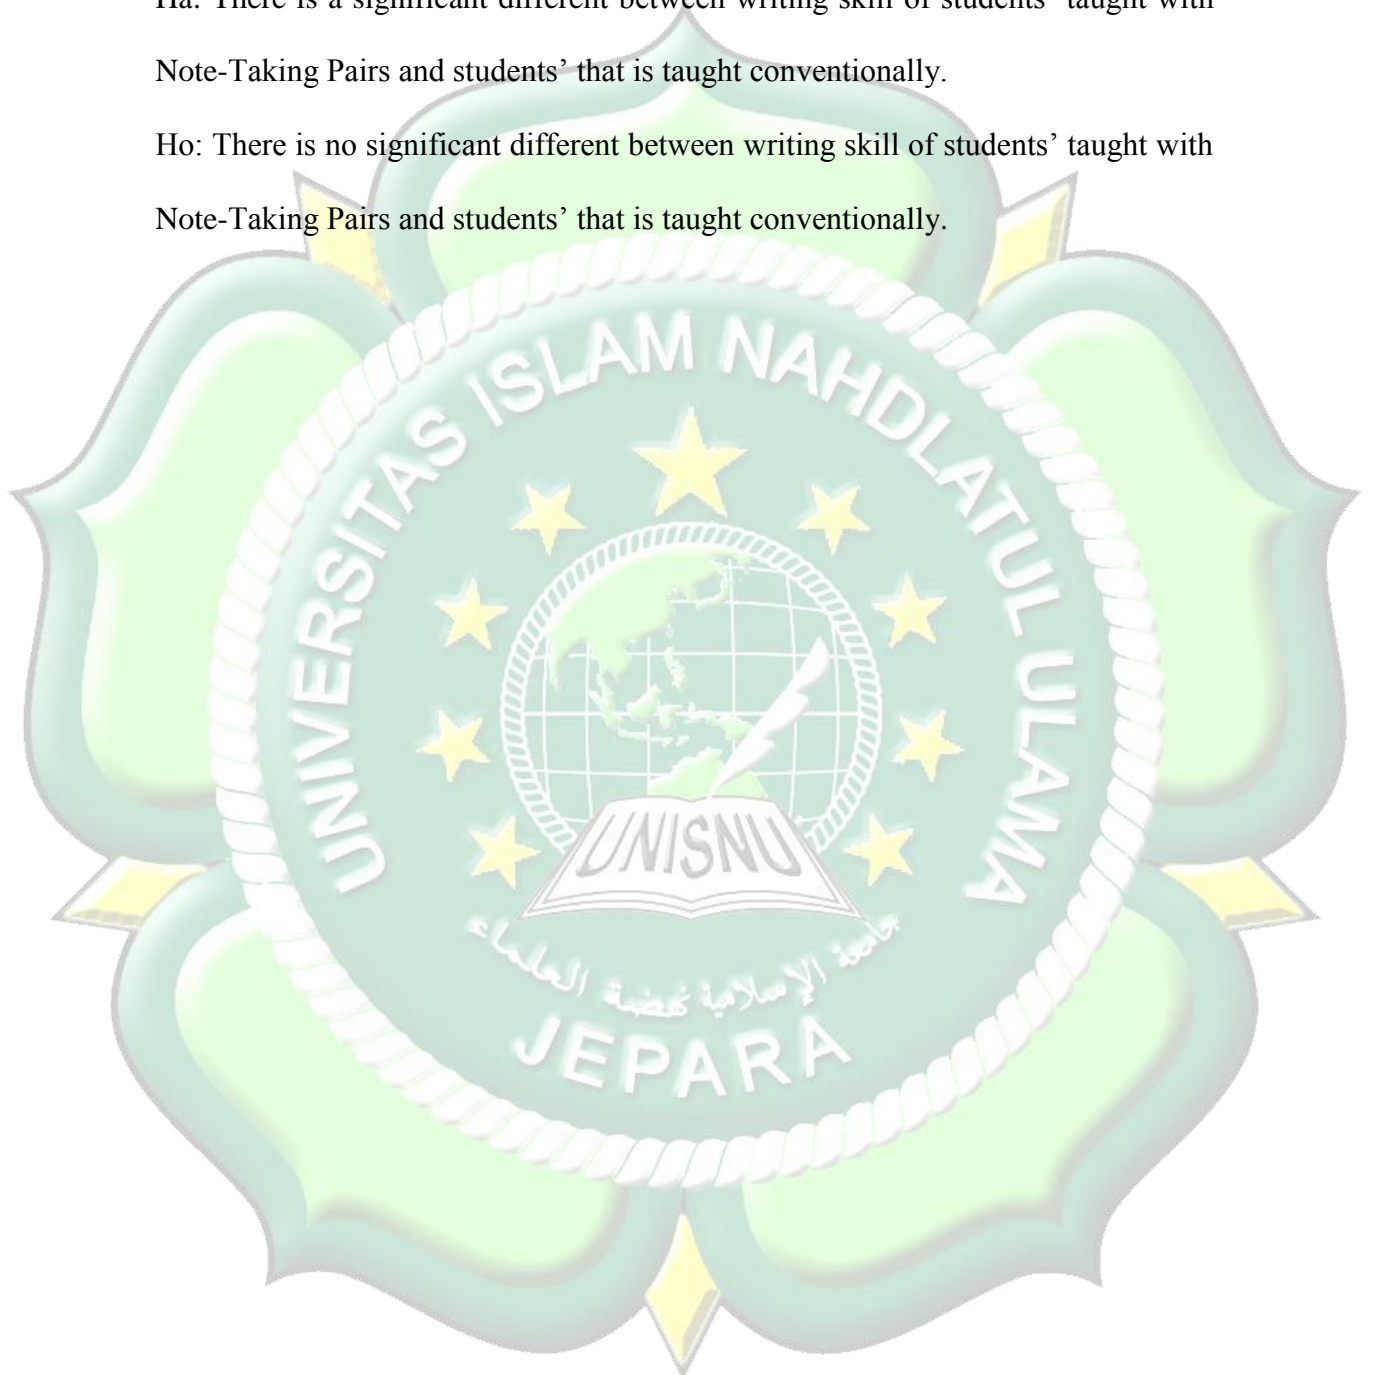 Ha: There is a significant different between writing skill of students’ taught with
Note-Taking Pairs and students’ that is taught conventionally.
Ho: There is no significant different between writing skill of students’ taught with
Note-Taking Pairs and students’ that is taught conventionally.
UNIVERSITAS ISLAM NAHDLATUL ULAMA
UNISNU
جامعة الإسلامية نهضة العلماء
JEPARA